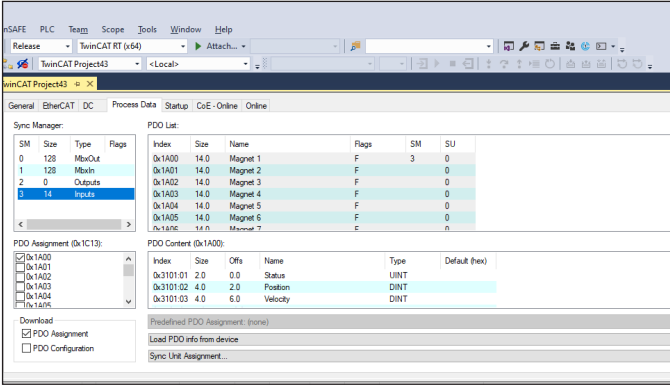 nSAFE PLC Team Scope Tools Window Help
Release TwinCAT RT (x64) Attach...
TwinCAT Project43 <Local>
winCAT Project43
General EtherCAT DC Process Data Startup CoE - Online Online
Sync Manager:
SM Size Type Flags
0 128 MbxOut
1 128 MbxIn
2 0 Outputs
3 14 Inputs
PDO List:
Index Size Name Flags SM SU
0x1A00 14.0 Magnet 1 F 3 0
0x1A01 14.0 Magnet 2 F 0
0x1A02 14.0 Magnet 3 F 0
0x1A03 14.0 Magnet 4 F 0
0x1A04 14.0 Magnet 5 F 0
0x1A05 14.0 Magnet 6 F 0
0x1A06 14.0 Magnet 7 F 0
PDO Assignment (0x1C13):
0x1A00
0x1A01
0x1A02
0x1A03
0x1A04
0x1A05
PDO Content (0x1A00):
Index Size Offs Name Type Default (hex)
0x3101:01 2.0 0.0 Status UINT
0x3101:02 4.0 2.0 Position DINT
0x3101:03 4.0 6.0 Velocity DINT
Download
PDO Assignment
PDO Configuration
Predefined PDO Assignment: (none)
Load PDO info from device
Sync Unit Assignment...